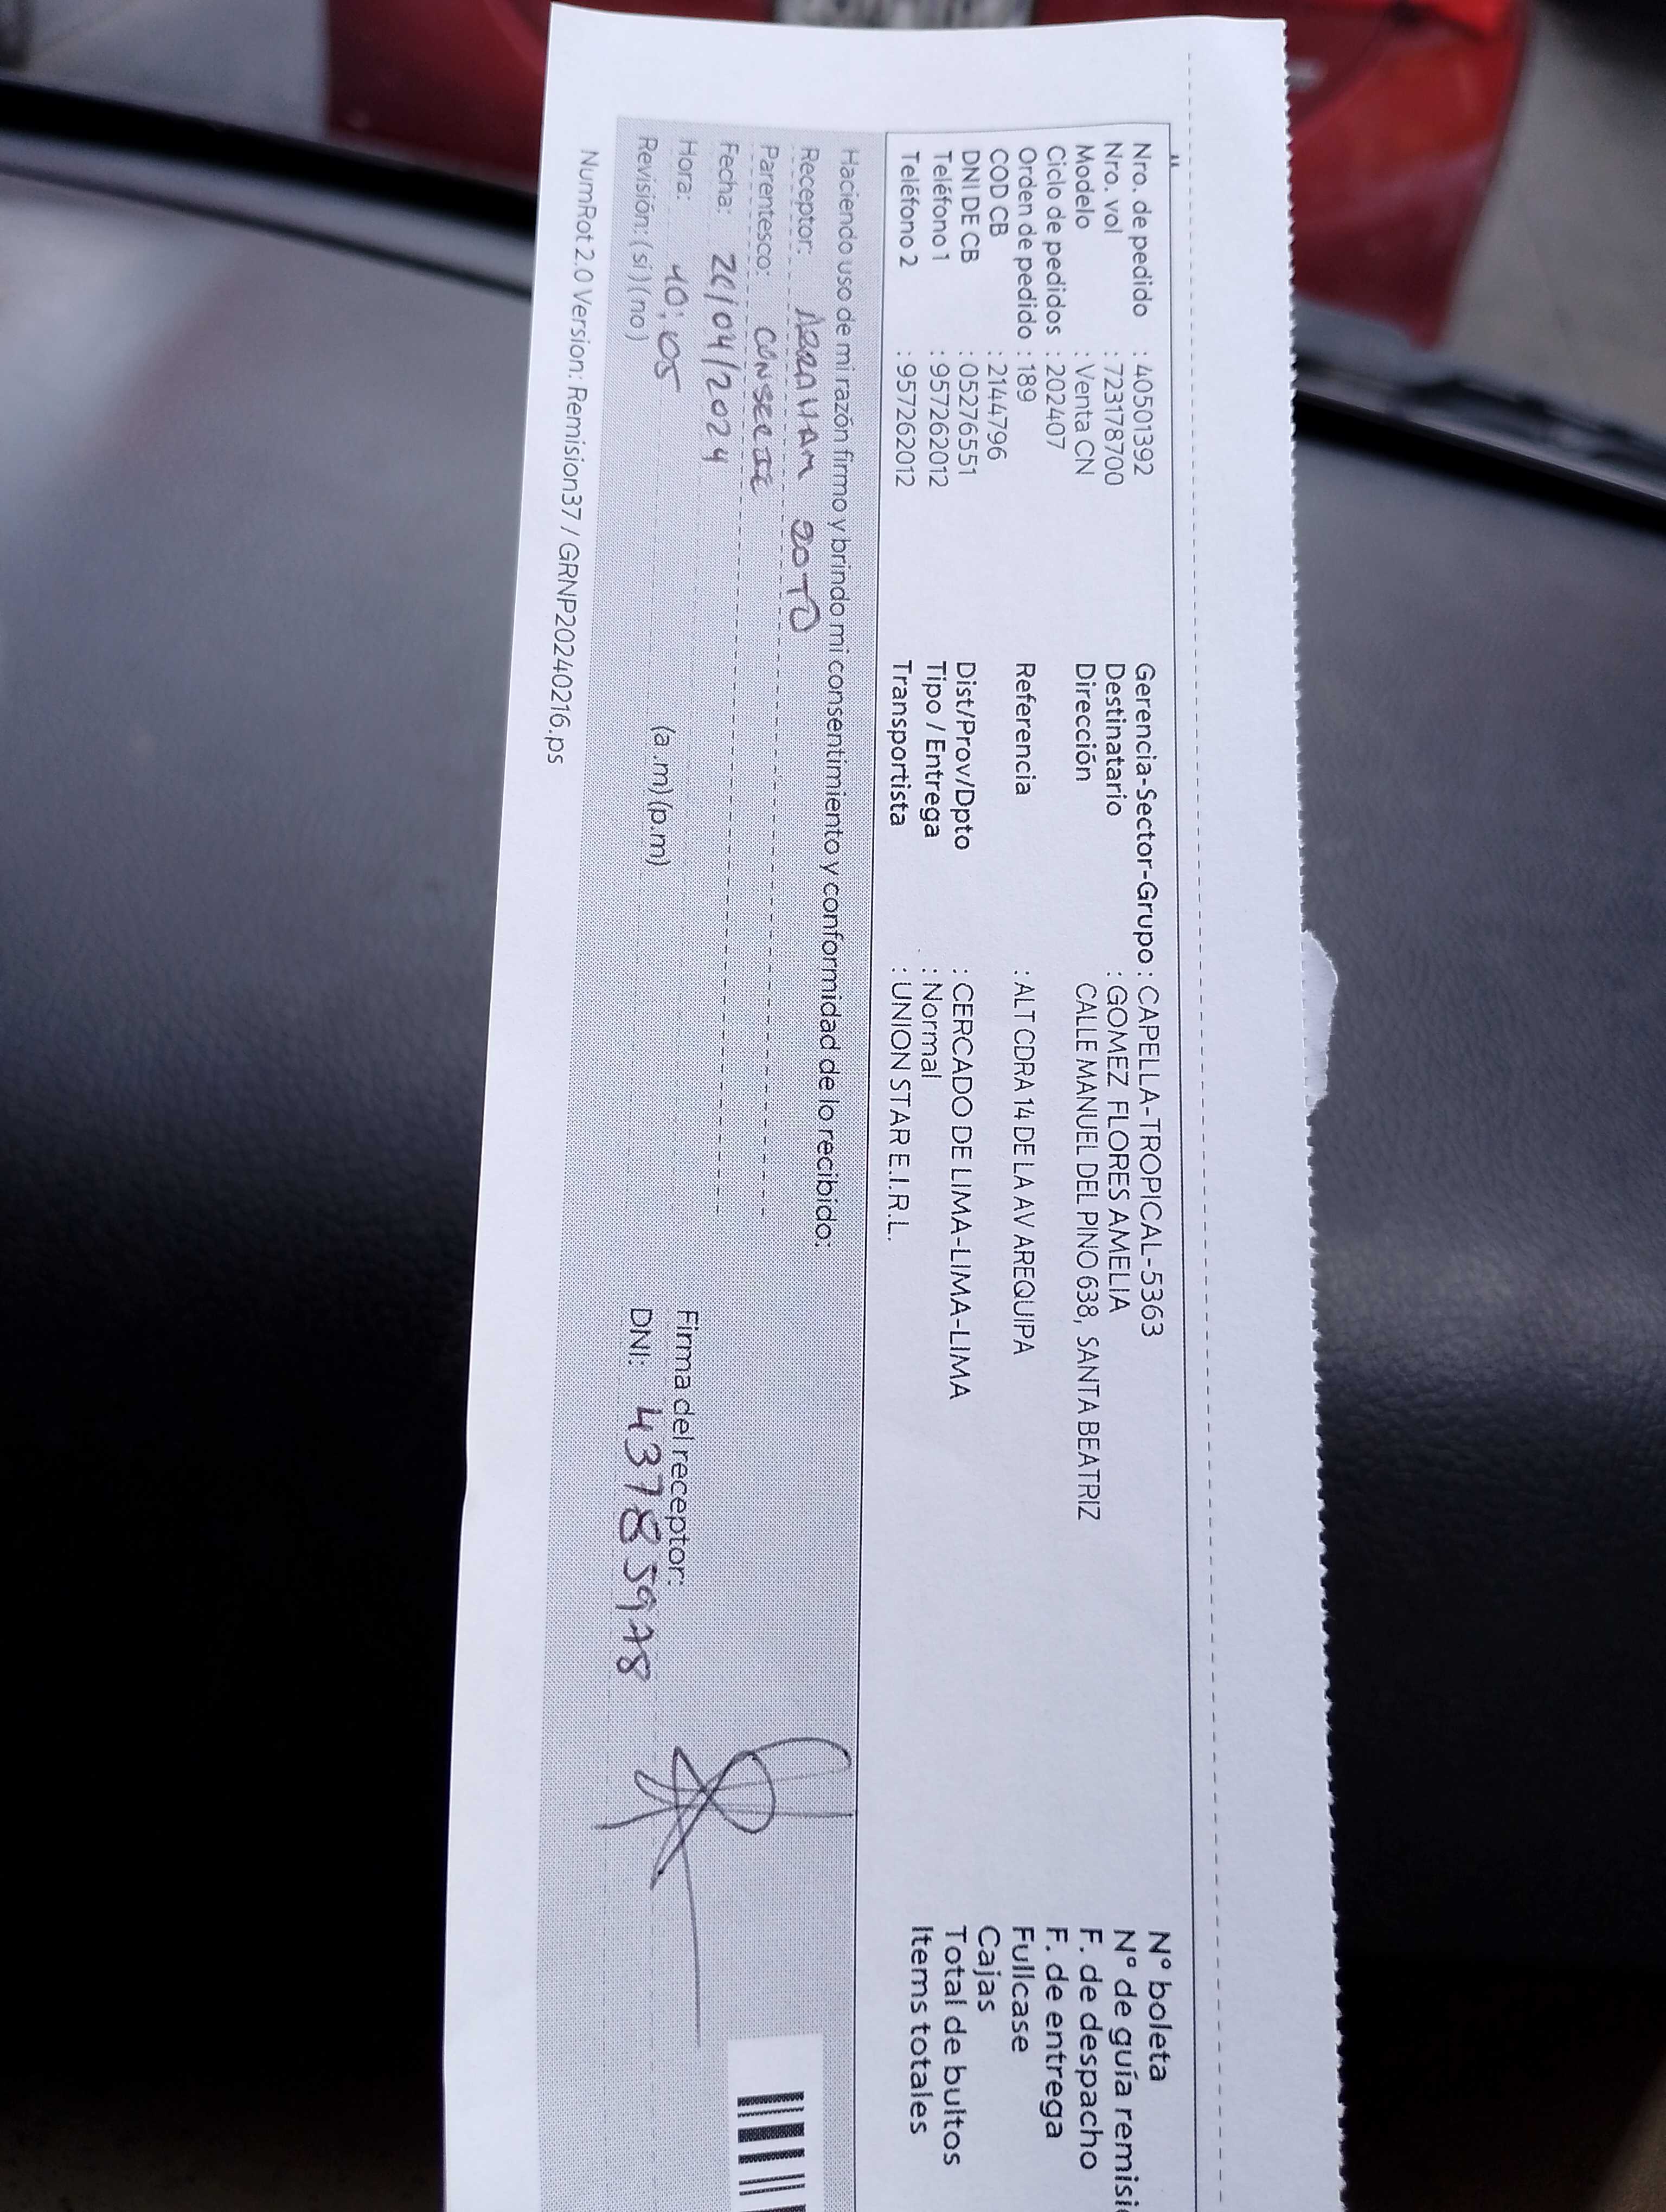 Nro. de pedido : 40501392
Nro. vol : 723178700
Modelo : Venta CN
Ciclo de pedidos : 202407
Orden de pedido : 189
COD CB : 2144796
DNI DE CB : 05276551
Teléfono 1 : 957262012
Teléfono 2 : 957262012
Gerencia-Sector-Grupo : CAPELLA-TROPICAL-5363
Destinatario : GOMEZ FLORES AMELIA
Dirección CALLE MANUEL DEL PINO 638, SANTA BEATRIZ
Referencia : ALT CDRA 14 DE LA AV AREQUIPA
Dist/Prov/Dpto : CERCADO DE LIMA-LIMA-LIMA
Tipo / Entrega : Normal
Transportista : UNION STAR E.I.R.L.
N° boleta
N° de guía remisi
F. de despacho
F. de entrega
Fullcase
Cajas
Total de bultos
Items totales
Haciendo uso de mi razón firmo y brindo mi consentimiento y conformidad de lo recibido:
Receptor: SOTO
Parentesco:
Fecha: /04/2024
Hora: 10:05 (a.m) (p.m)
Revisión: (si) (no)
Firma del receptor:
DNI: 43785978
NumRot 2.0 Version: Remision37 / GRNP20240216.ps